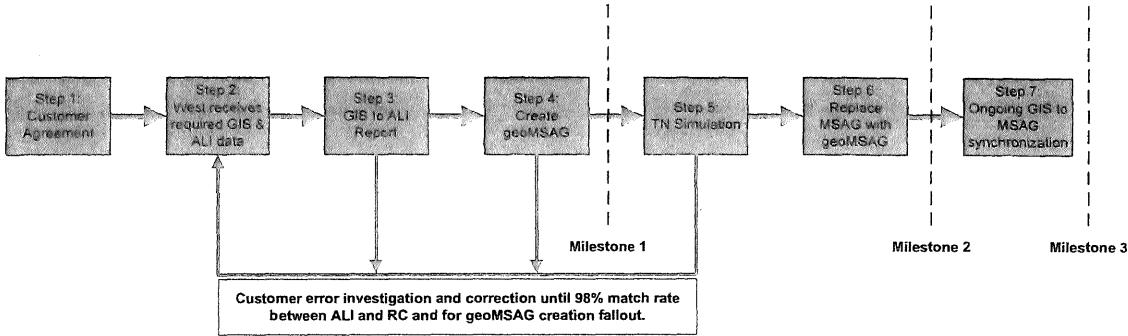 Step 1:
Customer
Agreement
Step 2:
West receives
required GIS &
ALI data
Step 3:
GIS to ALI
Report
Step 4:
Create
geoMSAG
Step 5:
TN Simulation
Step 6:
Replace
MSAG with
geoMSAG
Step 7:
Ongoing GIS to
MSAG
synchronization
Milestone 1
Milestone 2
Milestone 3
Customer error investigation and correction until 98% match rate
between ALI and RC and for geoMSAG creation fallout.